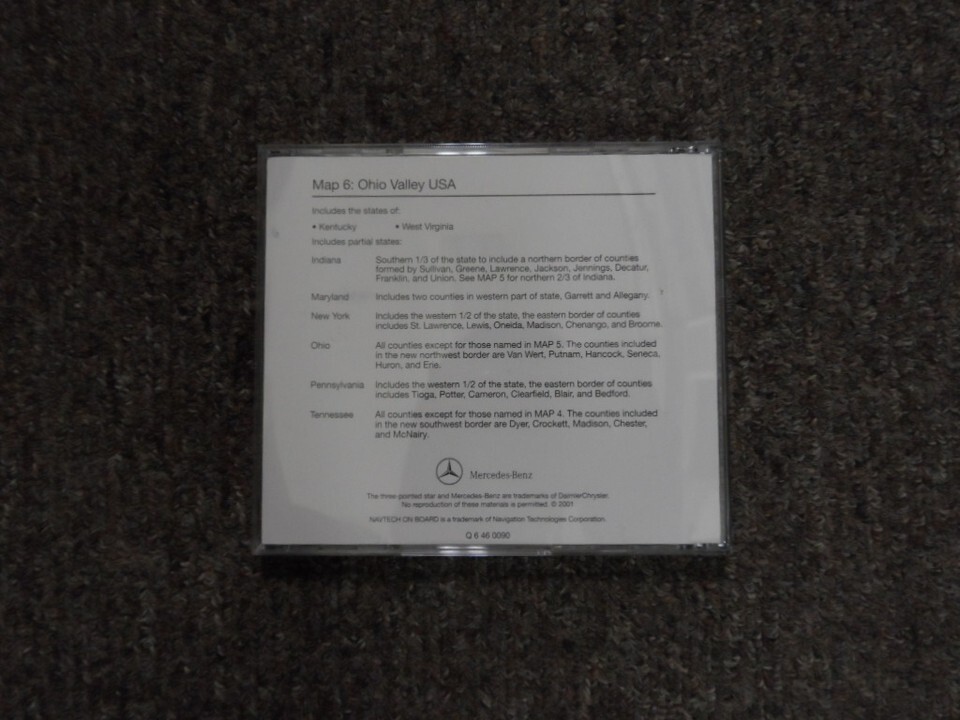 Map 6: Ohio Valley USA
Includes the states of:
• Kentucky • West Virginia
Includes partial states:
Indiana Southern 1/3 of the state to include a northern border of counties
formed by Sullivan, Greene, Lawrence, Jackson, Jennings, Decatur,
Franklin, and Union. See MAP 5 for northern 2/3 of Indiana.
Maryland Includes two counties in western part of state, Garrett and Allegany.
New York Includes the western 1/2 of the state, the eastern border of counties
includes St. Lawrence, Lewis, Oneida, Madison, Chenango, and Broome.
Ohio All counties except for those named in MAP 5. The counties included
in the new northwest border are Van Wert, Putnam, Hancock, Seneca,
Huron, and Erie.
Pennsylvania Includes the western 1/2 of the state, the eastern border of counties
includes Tioga, Potter, Cameron, Clearfield, Blair, and Bedford.
Tennessee All counties except for those named in MAP 4. The counties included
in the new southwest border are Dyer, Crockett, Madison, Chester,
and McNairy.
Mercedes-Benz
The three-pointed star and Mercedes-Benz are trademarks of DaimlerChrysler.
No reproduction of these materials is permitted. © 2001
NAVTECH ON BOARD is a trademark of Navigation Technologies Corporation.
Q 6 46 0090